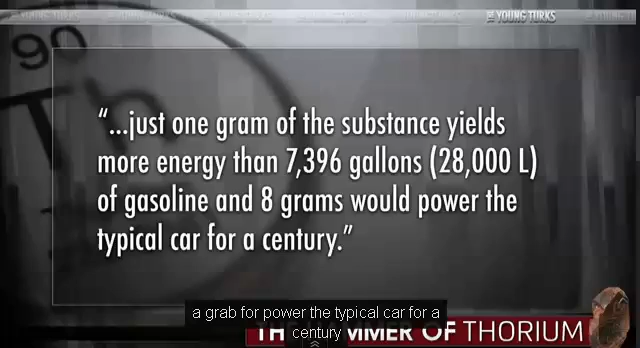 THE YOUNG TURKS
90
Th
“...just one gram of the substance yields
more energy than 7,396 gallons (28,000 L)
of gasoline and 8 grams would power the
typical car for a century.”
a grab for power the typical car for a
century
THE HAMMER OF THORIUM